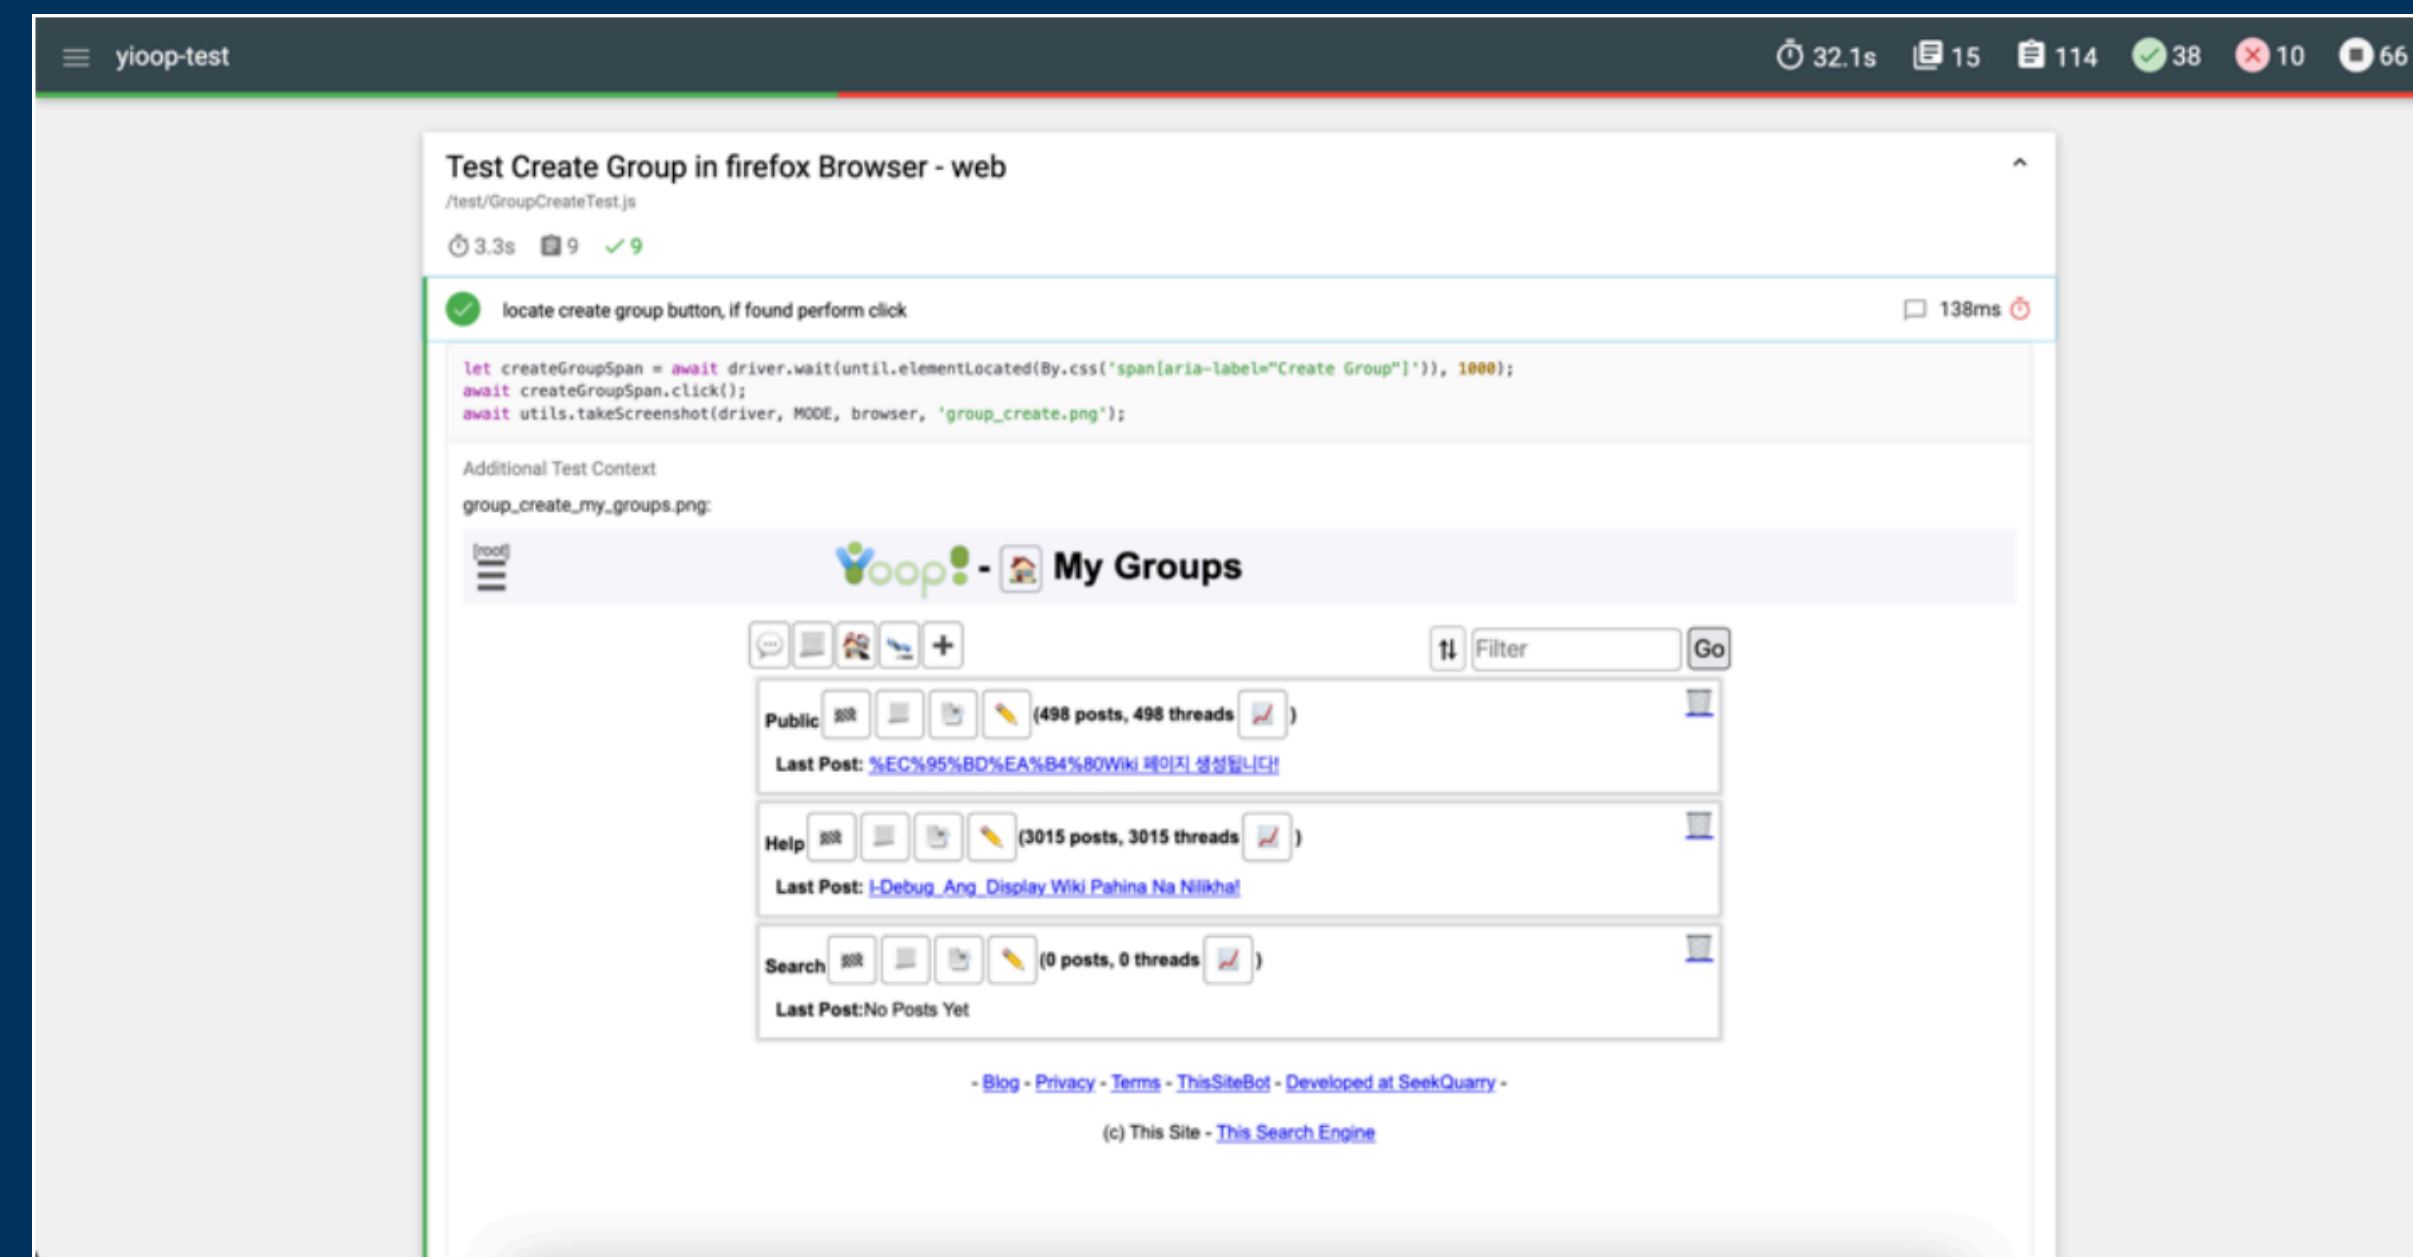 yioop-test 32.1s 15 114 38 10 66
Test Create Group in firefox Browser - web
/test/GroupCreateTest.js
3.3s 9 9
locate create group button, if found perform click 138ms
let createGroupSpan = await driver.wait(until.elementLocated(By.css('span[aria-label="Create Group"]')), 1000);
await createGroupSpan.click();
await utils.takeScreenshot(driver, MODE, browser, 'group_create.png');
Additional Test Context
group_create_my_groups.png:
[root]
Yioop! - My Groups
Filter Go
Public (498 posts, 498 threads )
Last Post: %EC%95%BD%EA%B4%80Wiki 페이지 생성됩니다!
Help (3015 posts, 3015 threads )
Last Post: I-Debug_Ang_Display Wiki Pahina Na Nilikha!
Search (0 posts, 0 threads )
Last Post:No Posts Yet
- Blog - Privacy - Terms - ThisSiteBot - Developed at SeekQuarry -
(c) This Site - This Search Engine